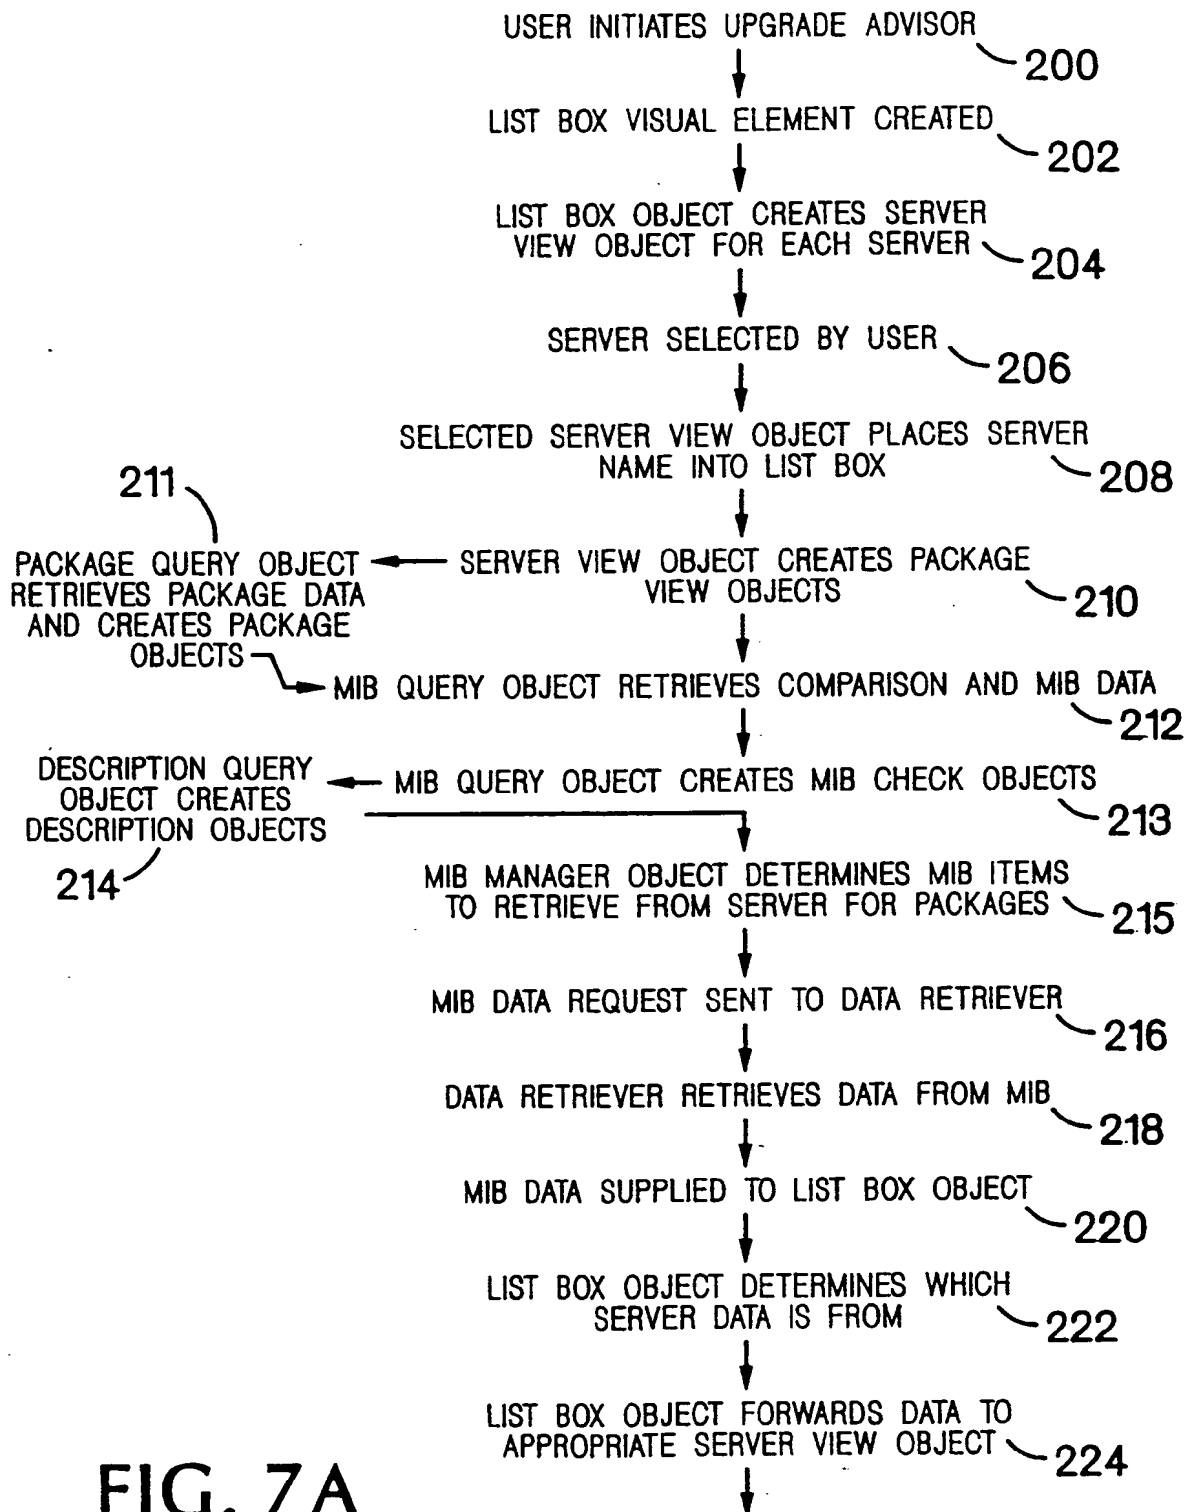 USER INITIATES UPGRADE ADVISOR
200
LIST BOX VISUAL ELEMENT CREATED
202
LIST BOX OBJECT CREATES SERVER
VIEW OBJECT FOR EACH SERVER
204
SERVER SELECTED BY USER
206
SELECTED SERVER VIEW OBJECT PLACES SERVER
NAME INTO LIST BOX
208
SERVER VIEW OBJECT CREATES PACKAGE
VIEW OBJECTS
210
211
PACKAGE QUERY OBJECT
RETRIEVES PACKAGE DATA
AND CREATES PACKAGE
OBJECTS
MIB QUERY OBJECT RETRIEVES COMPARISON AND MIB DATA
212
MIB QUERY OBJECT CREATES MIB CHECK OBJECTS
213
DESCRIPTION QUERY
OBJECT CREATES
DESCRIPTION OBJECTS
214
MIB MANAGER OBJECT DETERMINES MIB ITEMS
TO RETRIEVE FROM SERVER FOR PACKAGES
215
MIB DATA REQUEST SENT TO DATA RETRIEVER
216
DATA RETRIEVER RETRIEVES DATA FROM MIB
218
MIB DATA SUPPLIED TO LIST BOX OBJECT
220
LIST BOX OBJECT DETERMINES WHICH
SERVER DATA IS FROM
222
LIST BOX OBJECT FORWARDS DATA TO
APPROPRIATE SERVER VIEW OBJECT
224
FIG. 7A